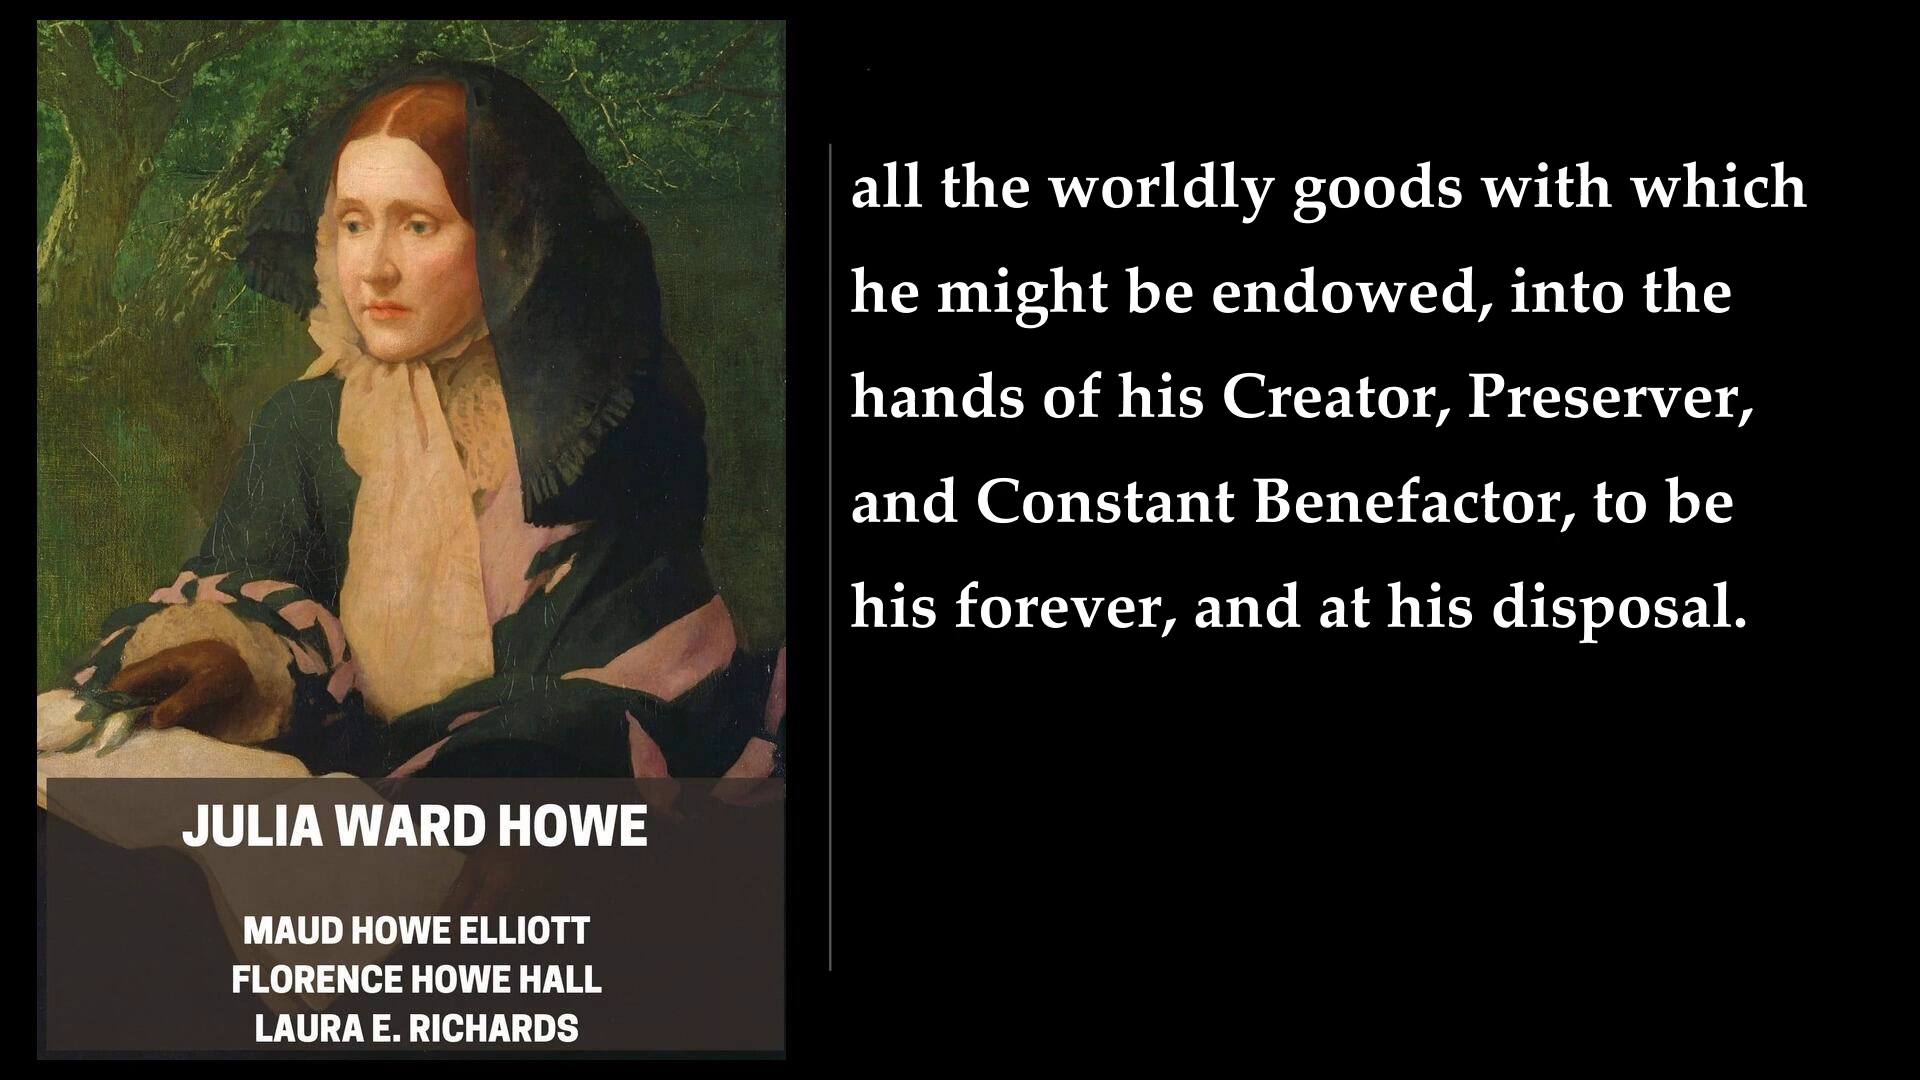 JULIA WARD HOWE
MAUD HOWE ELLIOTT
FLORENCE HOWE HALL
LAURA E. RICHARDS
all the worldly goods with which
he might be endowed, into the
hands of his Creator, Preserver,
and Constant Benefactor, to be
his forever, and at his disposal.